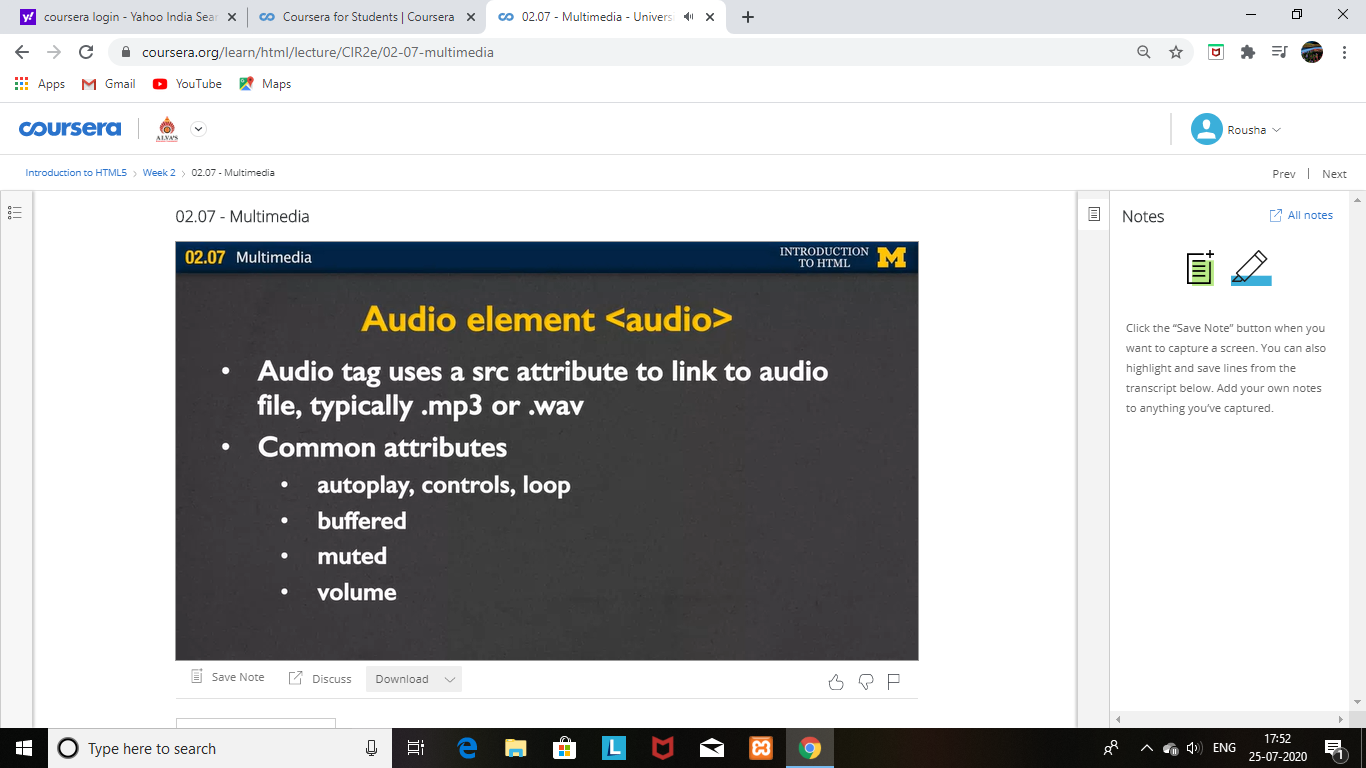 coursera login - Yahoo India Sear
Coursera for Students | Coursera
02.07 - Multimedia - Universi
coursera.org/learn/html/lecture/CIR2e/02-07-multimedia
Apps
Gmail
YouTube
Maps
coursera
ALVA'S
Rousha
Introduction to HTML5 > Week 2 > 02.07 - Multimedia
Prev | Next
02.07 - Multimedia
Notes
All notes
02.07 Multimedia
INTRODUCTION
TO HTML
M
Audio element <audio>
• Audio tag uses a src attribute to link to audio
file, typically .mp3 or .wav
• Common attributes
• autoplay, controls, loop
• buffered
• muted
• volume
Click the “Save Note” button when you
want to capture a screen. You can also
highlight and save lines from the
transcript below. Add your own notes
to anything you’ve captured.
Save Note
Discuss
Download
Type here to search
L
ENG
17:52
25-07-2020
1